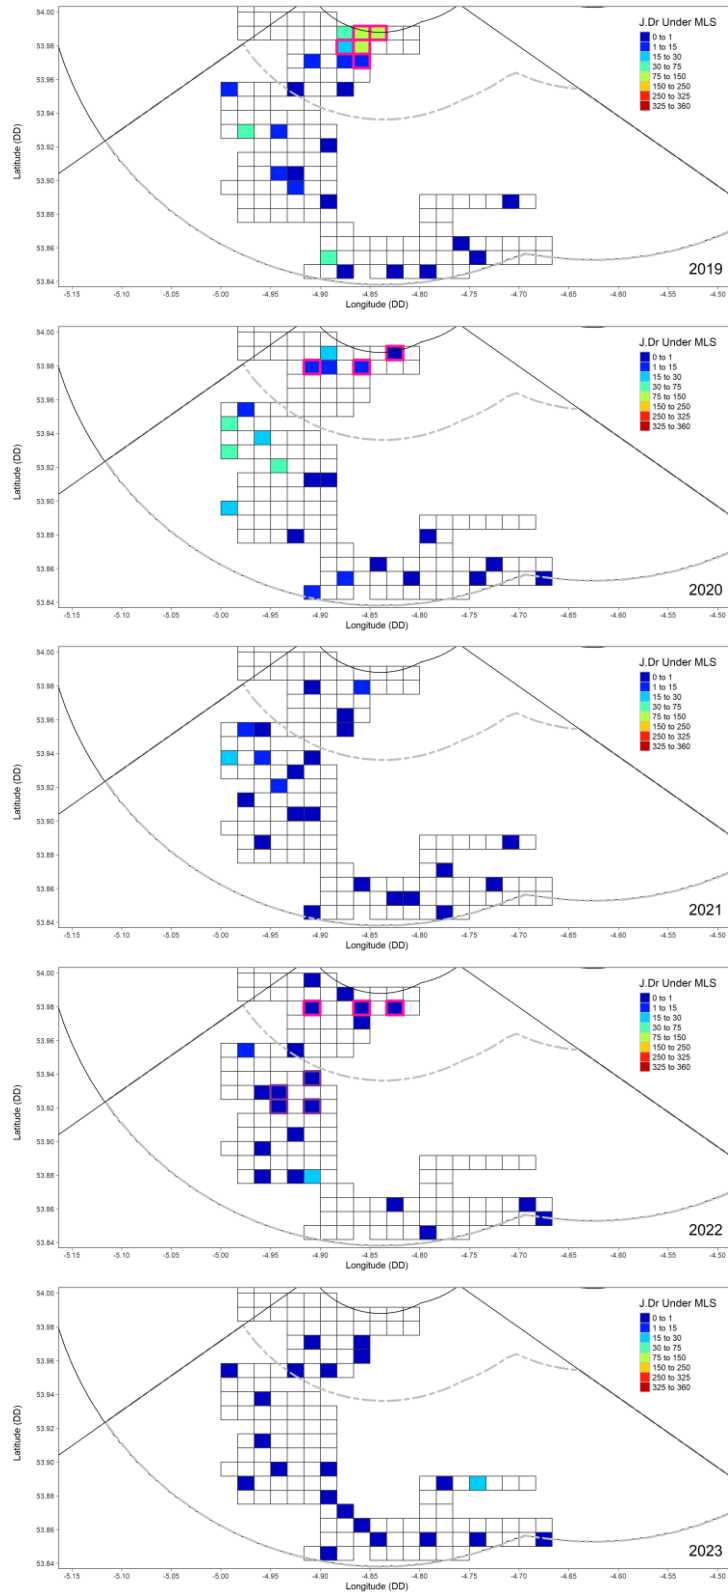 J.Dr Under MLS
0 to 1
1 to 15
15 to 30
30 to 75
75 to 150
150 to 250
250 to 325
325 to 360
54.00
53.98
53.96
53.94
53.92
53.90
53.88
53.86
53.84
Latitude (DD)
2019
-5.15 -5.10 -5.05 -5.00 -4.95 -4.90 -4.85 -4.80 -4.75 -4.70 -4.65 -4.60 -4.55 -4.50
Longitude (DD)
J.Dr Under MLS
0 to 1
1 to 15
15 to 30
30 to 75
75 to 150
150 to 250
250 to 325
325 to 360
54.00
53.98
53.96
53.94
53.92
53.90
53.88
53.86
53.84
Latitude (DD)
2020
-5.15 -5.10 -5.05 -5.00 -4.95 -4.90 -4.85 -4.80 -4.75 -4.70 -4.65 -4.60 -4.55 -4.50
Longitude (DD)
J.Dr Under MLS
0 to 1
1 to 15
15 to 30
30 to 75
75 to 150
150 to 250
250 to 325
325 to 360
54.00
53.98
53.96
53.94
53.92
53.90
53.88
53.86
53.84
Latitude (DD)
2021
-5.15 -5.10 -5.05 -5.00 -4.95 -4.90 -4.85 -4.80 -4.75 -4.70 -4.65 -4.60 -4.55 -4.50
Longitude (DD)
J.Dr Under MLS
0 to 1
1 to 15
15 to 30
30 to 75
75 to 150
150 to 250
250 to 325
325 to 360
54.00
53.98
53.96
53.94
53.92
53.90
53.88
53.86
53.84
Latitude (DD)
2022
-5.15 -5.10 -5.05 -5.00 -4.95 -4.90 -4.85 -4.80 -4.75 -4.70 -4.65 -4.60 -4.55 -4.50
Longitude (DD)
J.Dr Under MLS
0 to 1
1 to 15
15 to 30
30 to 75
75 to 150
150 to 250
250 to 325
325 to 360
54.00
53.98
53.96
53.94
53.92
53.90
53.88
53.86
53.84
Latitude (DD)
2023
-5.15 -5.10 -5.05 -5.00 -4.95 -4.90 -4.85 -4.80 -4.75 -4.70 -4.65 -4.60 -4.55 -4.50
Longitude (DD)